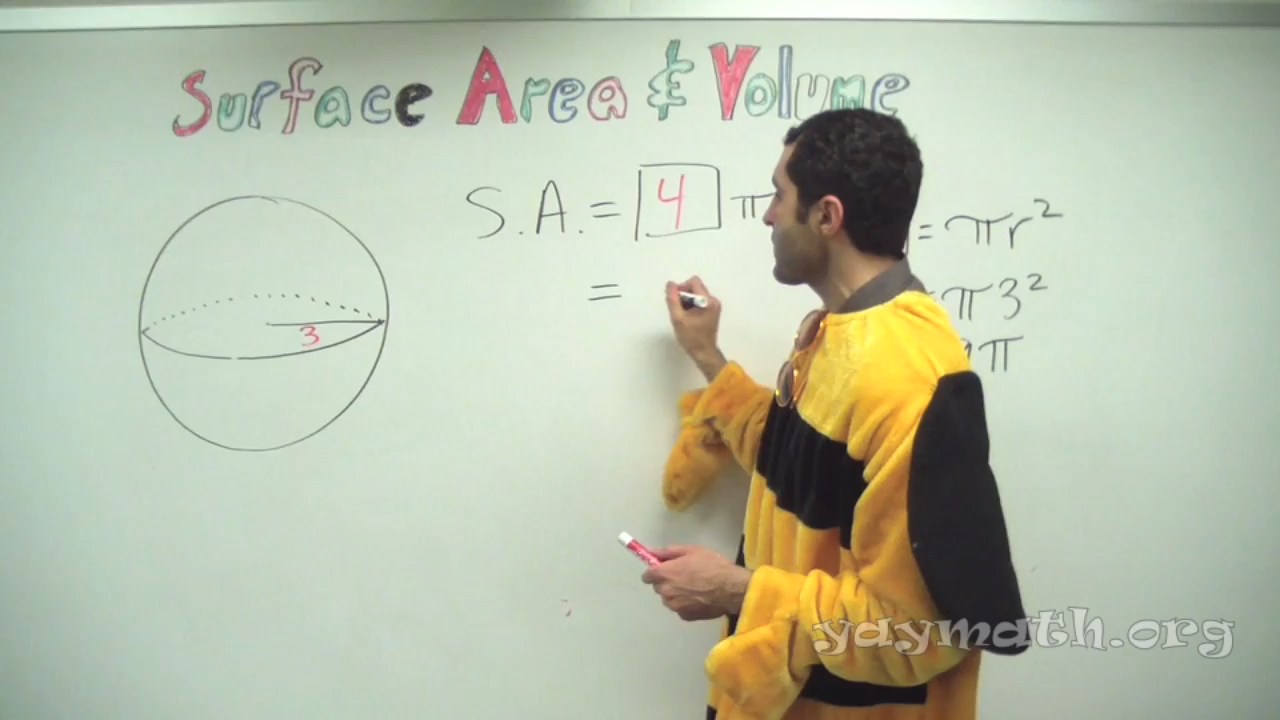 Surface Area & Volume
S.A. = 4 π
= πr²
=
π3²
3
π
yaymath.org